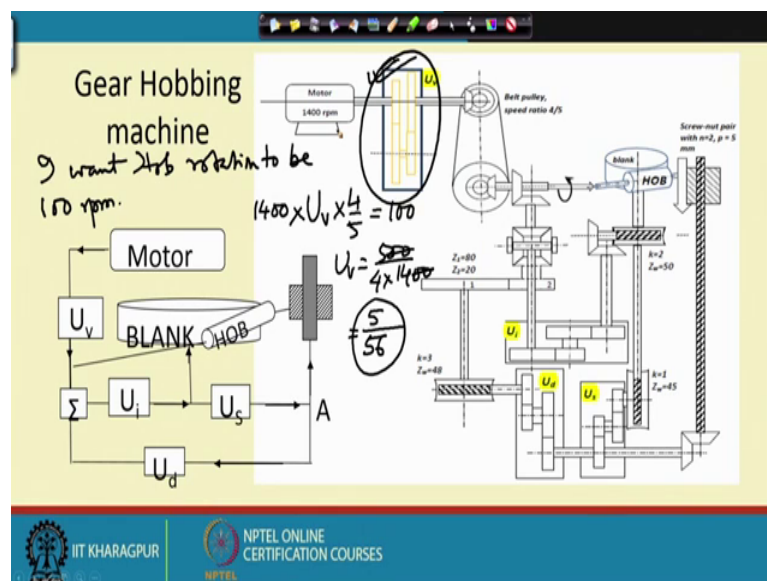 Gear Hobbing
machine
I want Hob rotation to be
100 rpm.
1400 × Uv × 4/5 = 100
Uv = 500/4×1400
= 5/56
Motor
1400 rpm
Uv
Belt pulley,
speed ratio 4/5
Screw-nut pair
with n=2, p = 5
mm
blank
HOB
Z₁=80
Z₂=20
1
2
k=2
Zw=50
Ui
k=3
Zw=48
Ud
Us
k=1
Zw=45
Motor
Uv
BLANK
HOB
Σ
Ui
Us
A
Ud
IIT KHARAGPUR
NPTEL ONLINE
CERTIFICATION COURSES
NPTEL